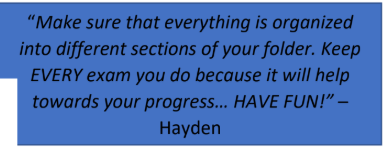 “Make sure that everything is organized
into different sections of your folder. Keep
EVERY exam you do because it will help
towards your progress… HAVE FUN!” –
Hayden